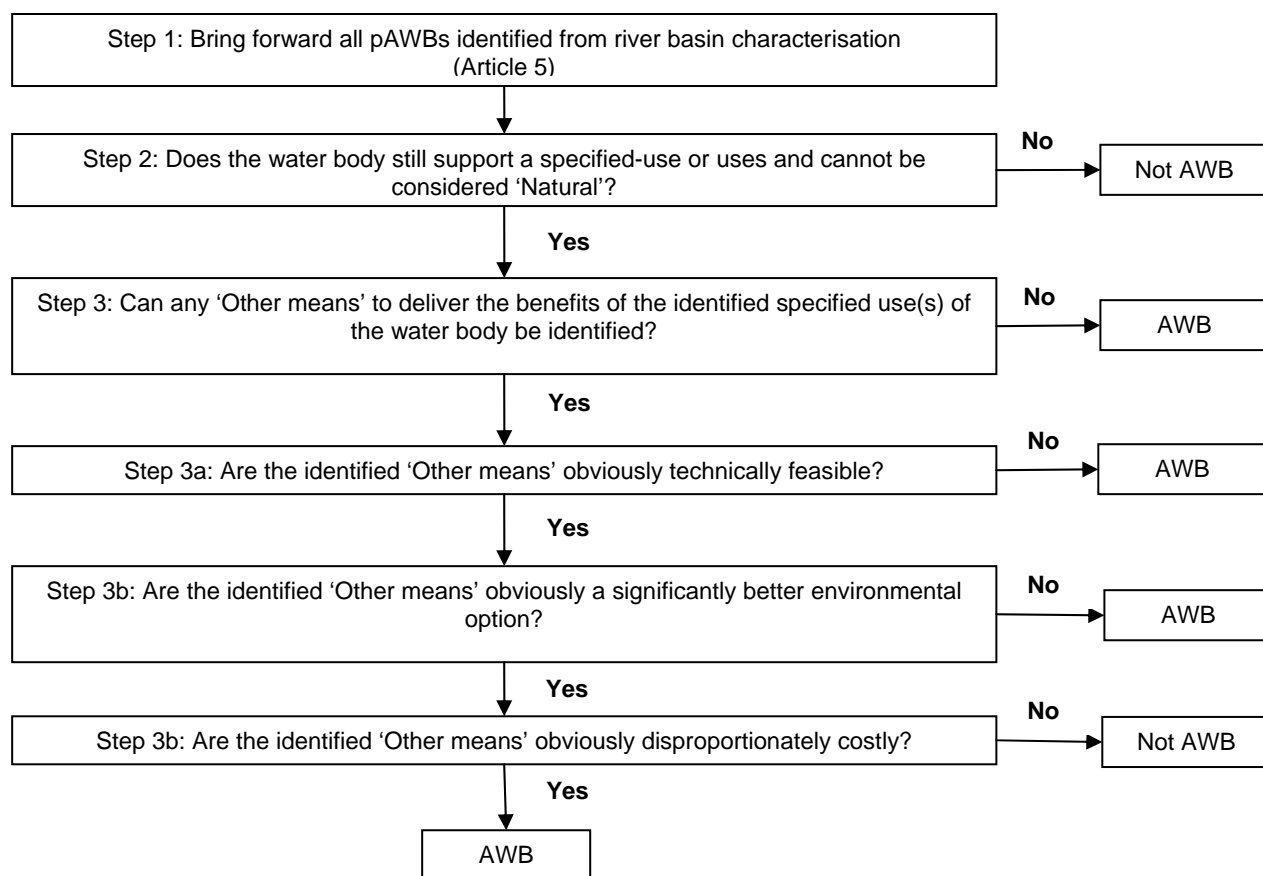 Step 1: Bring forward all pAWBs identified from river basin characterisation
(Article 5)
No
Step 2: Does the water body still support a specified-use or uses and cannot be
considered ‘Natural’?
Not AWB
Yes
No
Step 3: Can any ‘Other means’ to deliver the benefits of the identified specified use(s) of
the water body be identified?
AWB
Yes
No
Step 3a: Are the identified ‘Other means’ obviously technically feasible?
AWB
Yes
No
Step 3b: Are the identified ‘Other means’ obviously a significantly better environmental
option?
AWB
Yes
No
Step 3b: Are the identified ‘Other means’ obviously disproportionately costly?
Not AWB
Yes
AWB